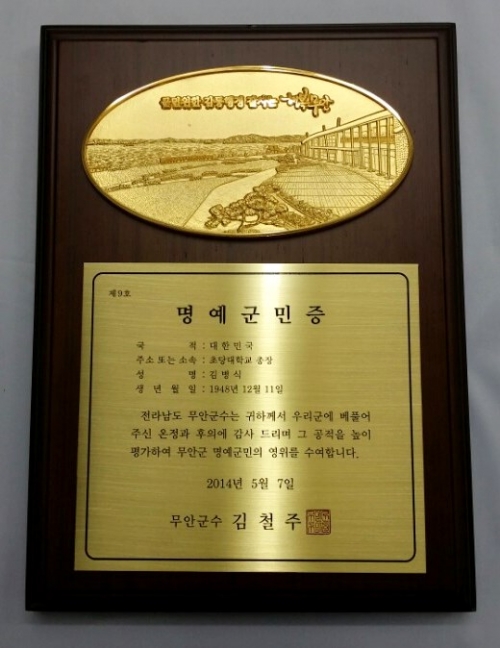 행복무안
제9호
명예군민증
국 적 : 대한민국
주소 또는 소속 : 초당대학교 총장
성 명 : 김병식
생 년 월 일 : 1948년 12월 11일
전라남도 무안군수는 귀하께서 우리군에 베풀어
주신 온정과 후의에 감사 드리며 그 공적을 높이
평가하여 무안군 명예군민의 영위를 수여합니다.
2014년 5월 7일
무안군수 김철주